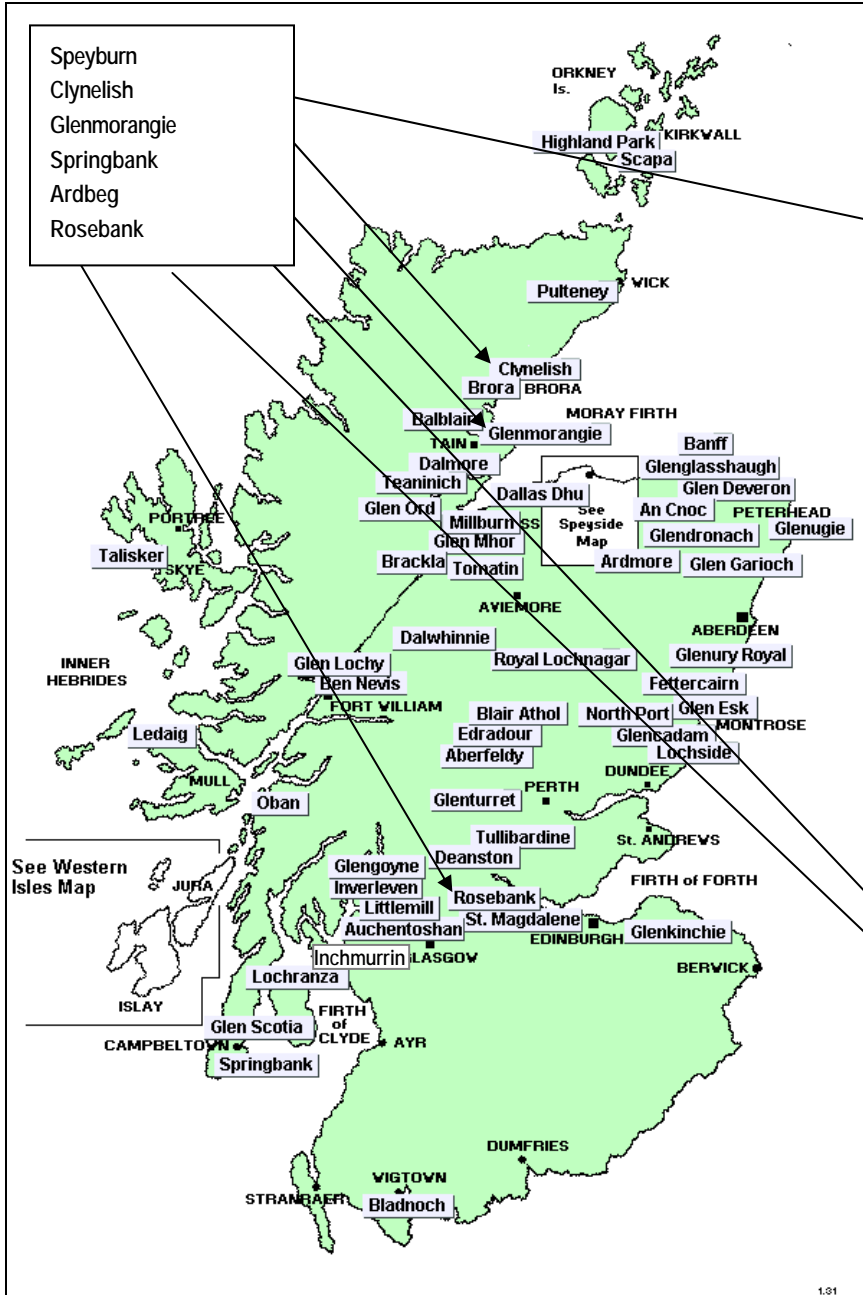 Speyburn
Clynelish
Glenmorangie
Springbank
Ardbeg
Rosebank
ORKNEY
Is.
KIRKWALL
Highland Park
Scapa
Pulteney
WICK
Clynelish
Brora
BRORA
Balblair
MORAY FIRTH
Glenmorangie
TAIN
Banff
Dalmore
Glenglasshaugh
Teaninich
Glen Deveron
Dallas Dhu
See
Speyside
Map
An Cnoc
PETERHEAD
Glen Ord
Millburn
SS
Glenugie
Glendronach
Glen Mhor
PORTREE
Talisker
SKYE
Brackla
Tomatin
Ardmore
Glen Garioch
AVIEMORE
ABERDEEN
Dalwhinnie
INNER
HEBRIDES
Glen Lochy
Royal Lochnagar
Glenury Royal
Ben Nevis
Fettercairn
FORT WILLIAM
Blair Athol
North Port
Glen Esk
MONTROSE
Ledaig
Edradour
Glencadam
Aberfeldy
Lochside
MULL
DUNDEE
Oban
Glenturret
PERTH
Tullibardine
St. ANDREWS
See Western
Isles Map
Deanston
Glengoyne
JURA
Inverleven
FIRTH of FORTH
Rosebank
Littlemill
St. Magdalene
Auchentoshan
EDINBURGH
Glenkinchie
Inchmurrin
GLASGOW
BERWICK
Lochranza
ISLAY
FIRTH
of
CLYDE
Glen Scotia
CAMPBELTOWN
AYR
Springbank
DUMFRIES
WIGTOWN
STRANRAER
Bladnoch
1.31